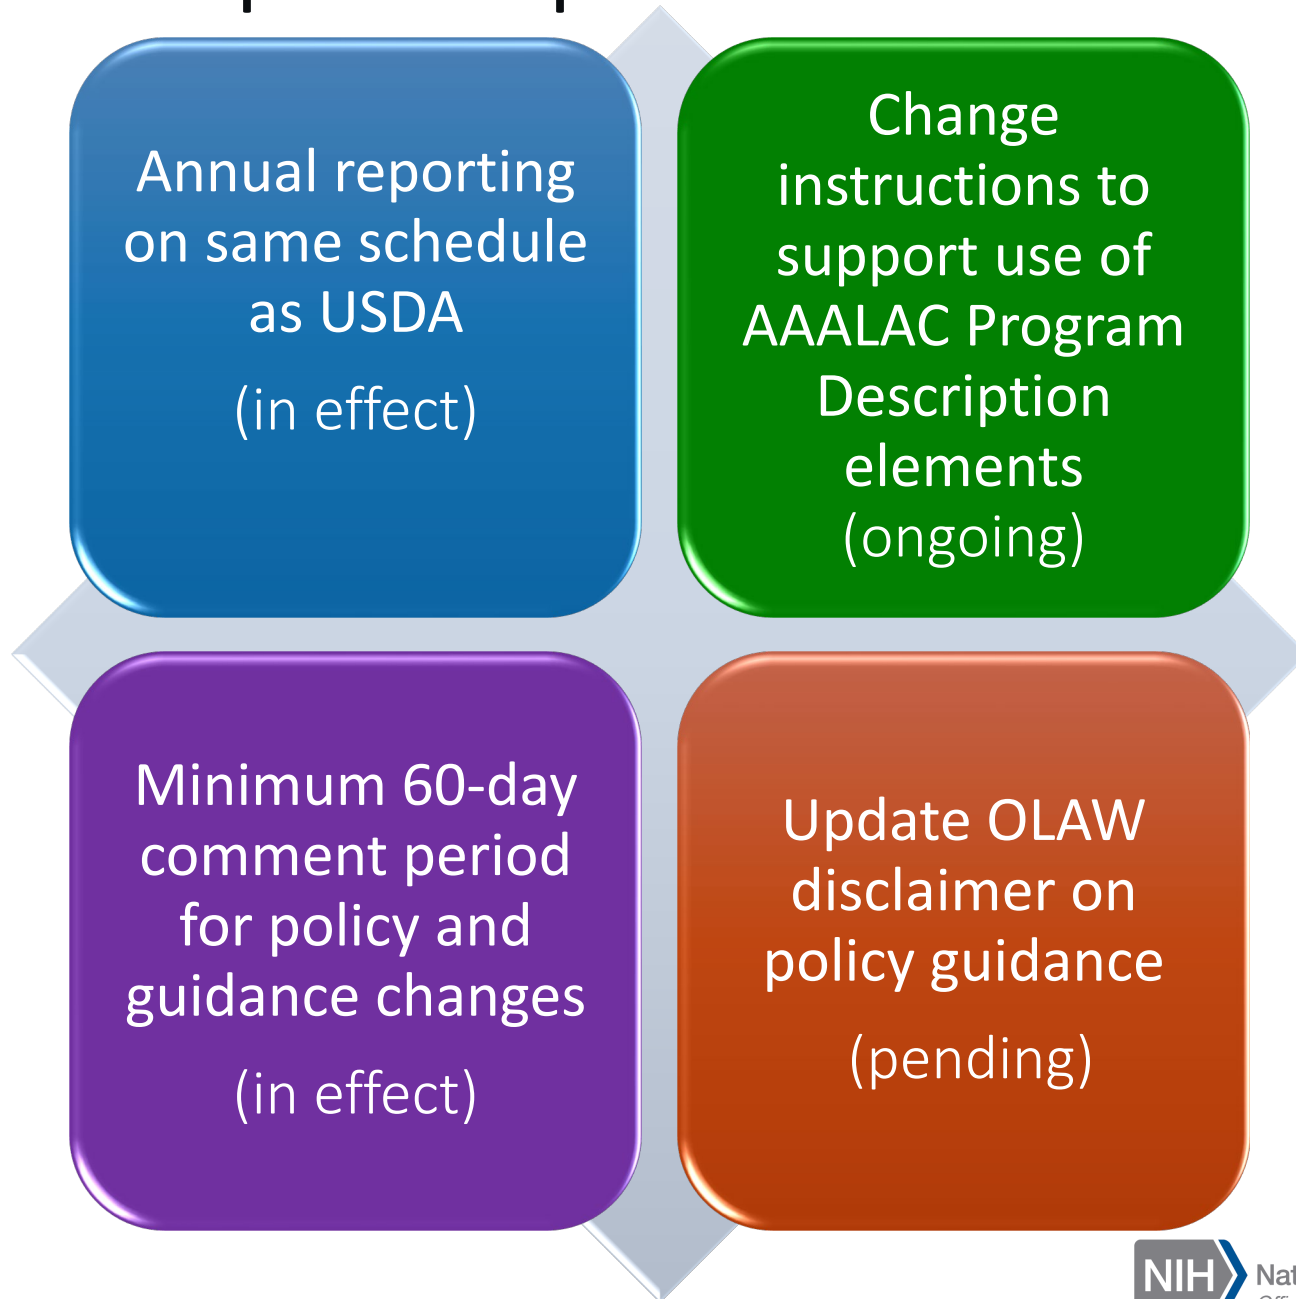 Annual reporting
on same schedule
as USDA
(in effect)
Change
instructions to
support use of
AAALAC Program
Description
elements
(ongoing)
Minimum 60-day
comment period
for policy and
guidance changes
(in effect)
Update OLAW
disclaimer on
policy guidance
(pending)
NIH